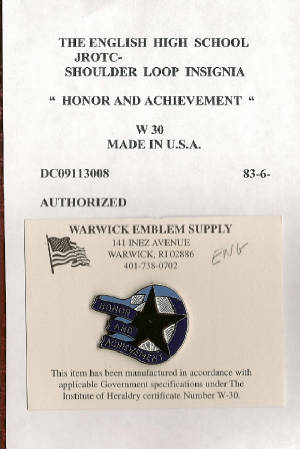 THE ENGLISH HIGH SCHOOL
JROTC-
SHOULDER LOOP INSIGNIA
" HONOR AND ACHIEVEMENT "
W 30
MADE IN U.S.A.
DC09113008 83-6-
AUTHORIZED
WARWICK EMBLEM SUPPLY
141 INEZ AVENUE
WARWICK, RI 02886
401-738-0702
ENG
HONOR
AND
ACHIEVEMENT
This item has been manufactured in accordance with
applicable Government specifications under The
Institute of Heraldry certificate Number W-30.